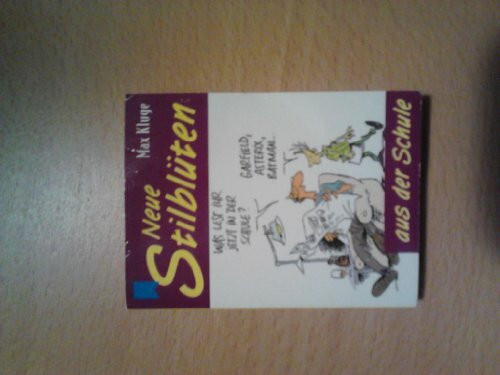 Max Kluge
Neue
Stilblüten
WAS LEST IHR
JETZT IN DER
SCHULE?
GARFIELD,
ASTERIX,
BATMAN...
aus der Schule